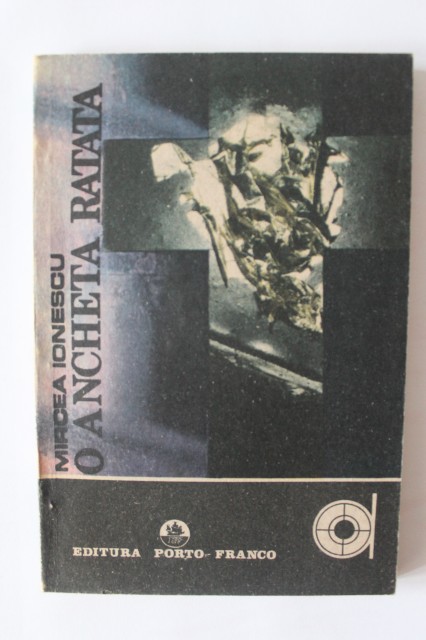 MIRCEA IONESCU
O ANCHETA RATATA
EDITURA PORTO-FRANCO